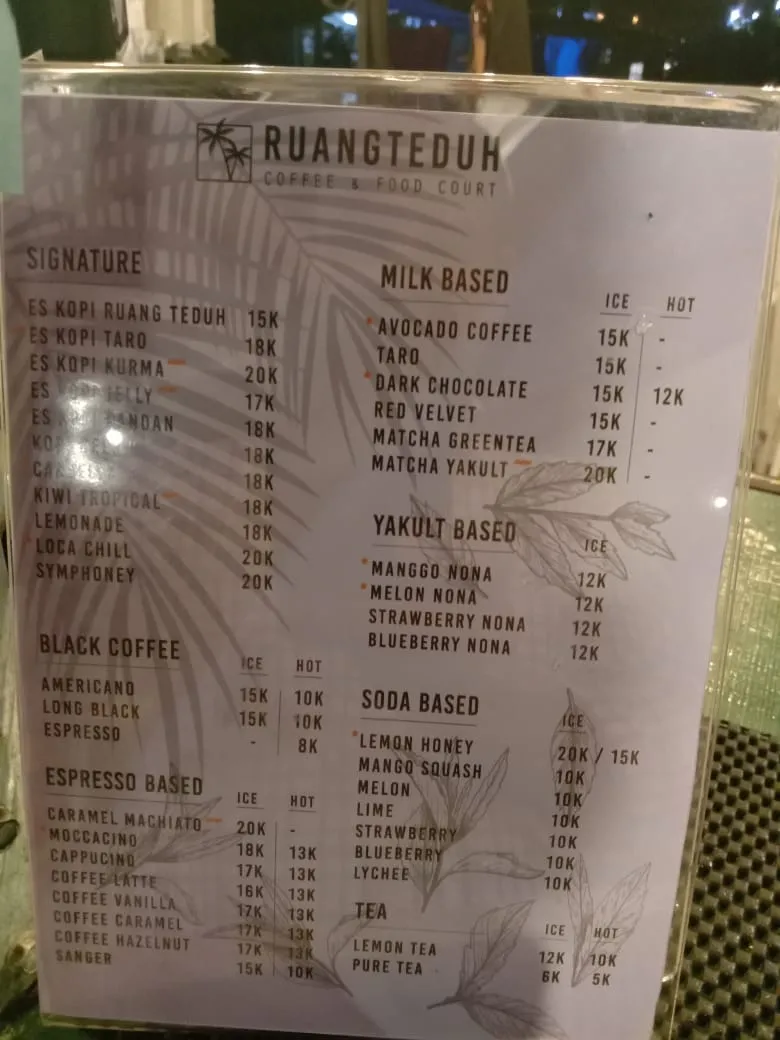 RUANGTEDUH
COFFEE & FOOD COURT
SIGNATURE
ES KOPI RUANG TEDUH 15K
ES KOPI TARO 18K
ES KOPI KURMA 20K
ES KOPI JELLY 17K
ES KOPI PANDAN 18K
18K
18K
KIWI TROPICAL 18K
LEMONADE 18K
LOCA CHILL 20K
SYMPHONEY 20K
BLACK COFFEE
ICE HOT
AMERICANO 15K 10K
LONG BLACK 15K 10K
ESPRESSO - 8K
ESPRESSO BASED
ICE HOT
CARAMEL MACHIATO 20K -
MOCCACINO 18K 13K
CAPPUCINO 17K 13K
COFFEE LATTE 16K 13K
COFFEE VANILLA 17K 13K
COFFEE CARAMEL 17K 13K
COFFEE HAZELNUT 17K 13K
SANGER 15K 10K
MILK BASED
ICE HOT
AVOCADO COFFEE 15K -
TARO 15K -
DARK CHOCOLATE 15K 12K
RED VELVET 15K -
MATCHA GREENTEA 17K -
MATCHA YAKULT 20K -
YAKULT BASED
ICE
MANGGO NONA 12K
MELON NONA 12K
STRAWBERRY NONA 12K
BLUEBERRY NONA 12K
SODA BASED
ICE
LEMON HONEY 20K / 15K
MANGO SQUASH 10K
MELON 10K
LIME 10K
STRAWBERRY 10K
BLUEBERRY 10K
LYCHEE 10K
TEA
ICE HOT
LEMON TEA 12K 10K
PURE TEA 6K 5K